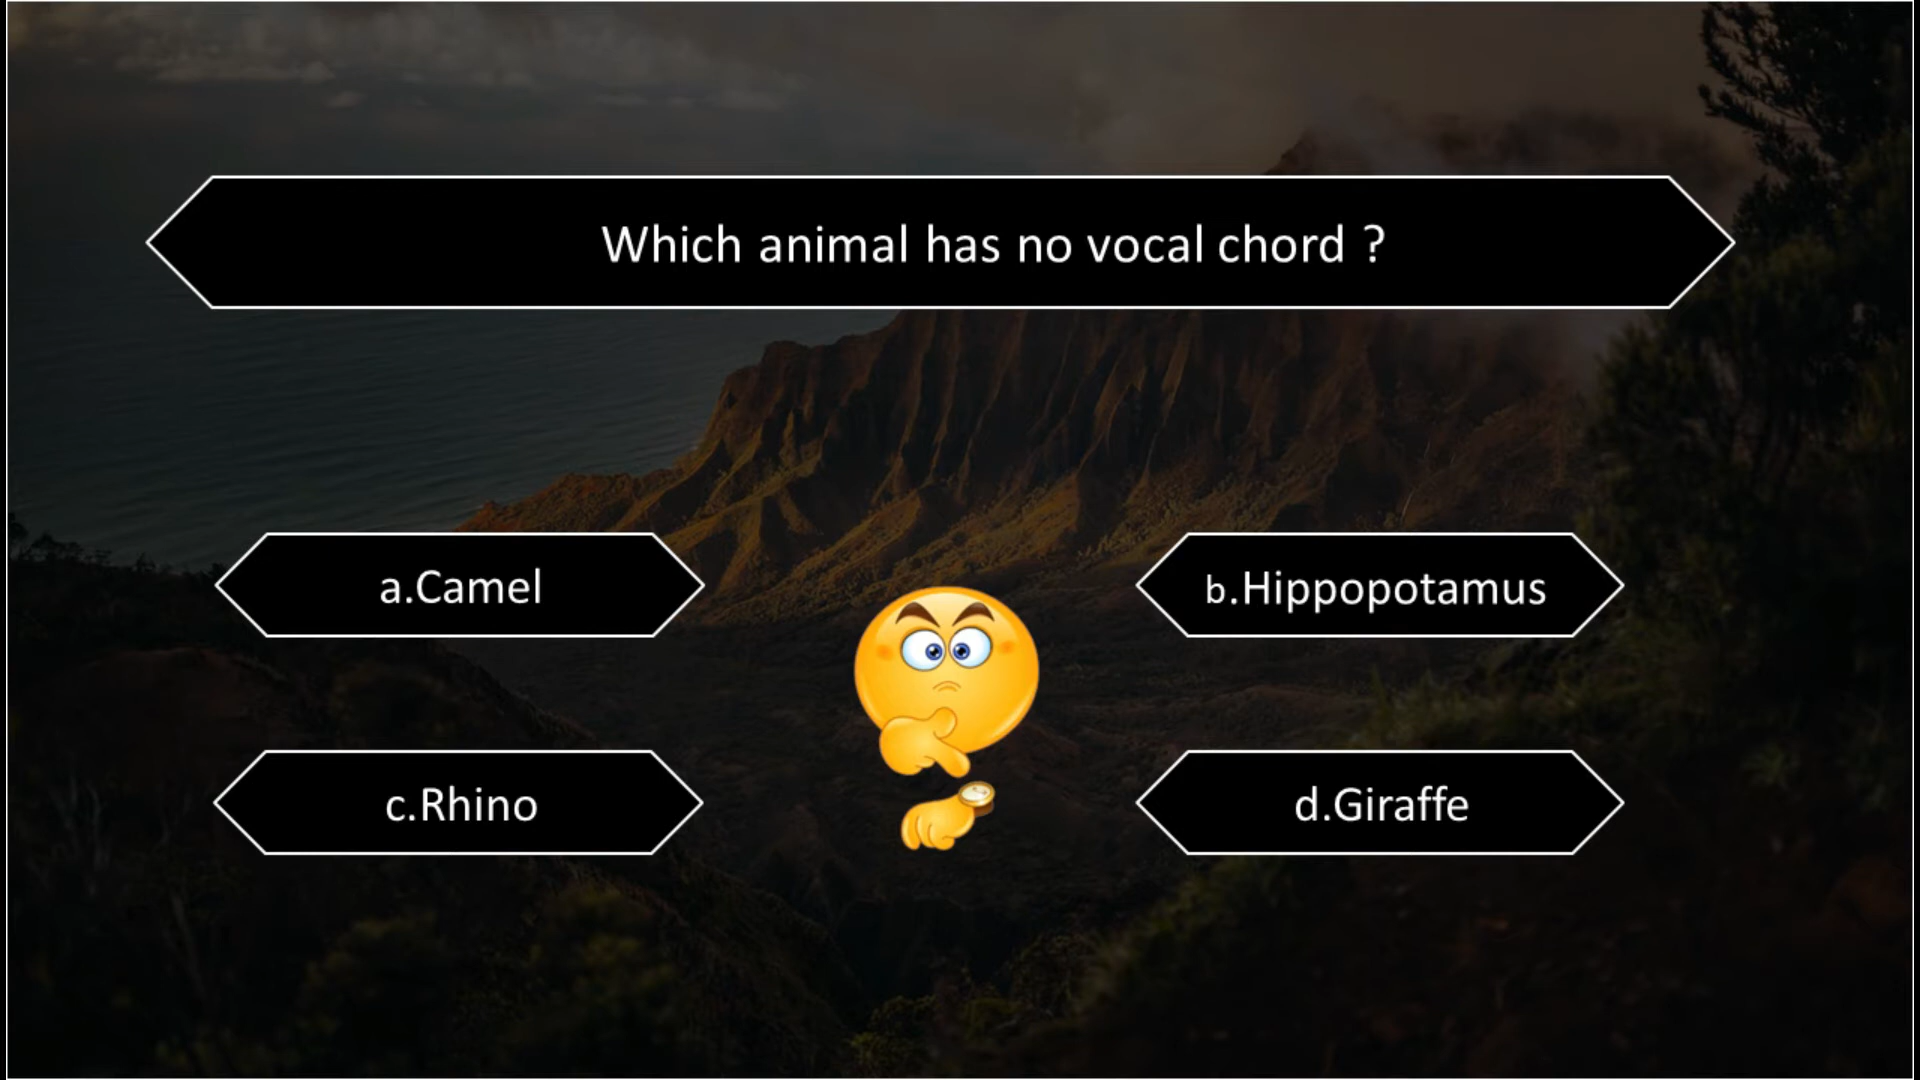 Which animal has no vocal chord ?
a.Camel
b.Hippopotamus
c.Rhino
d.Giraffe